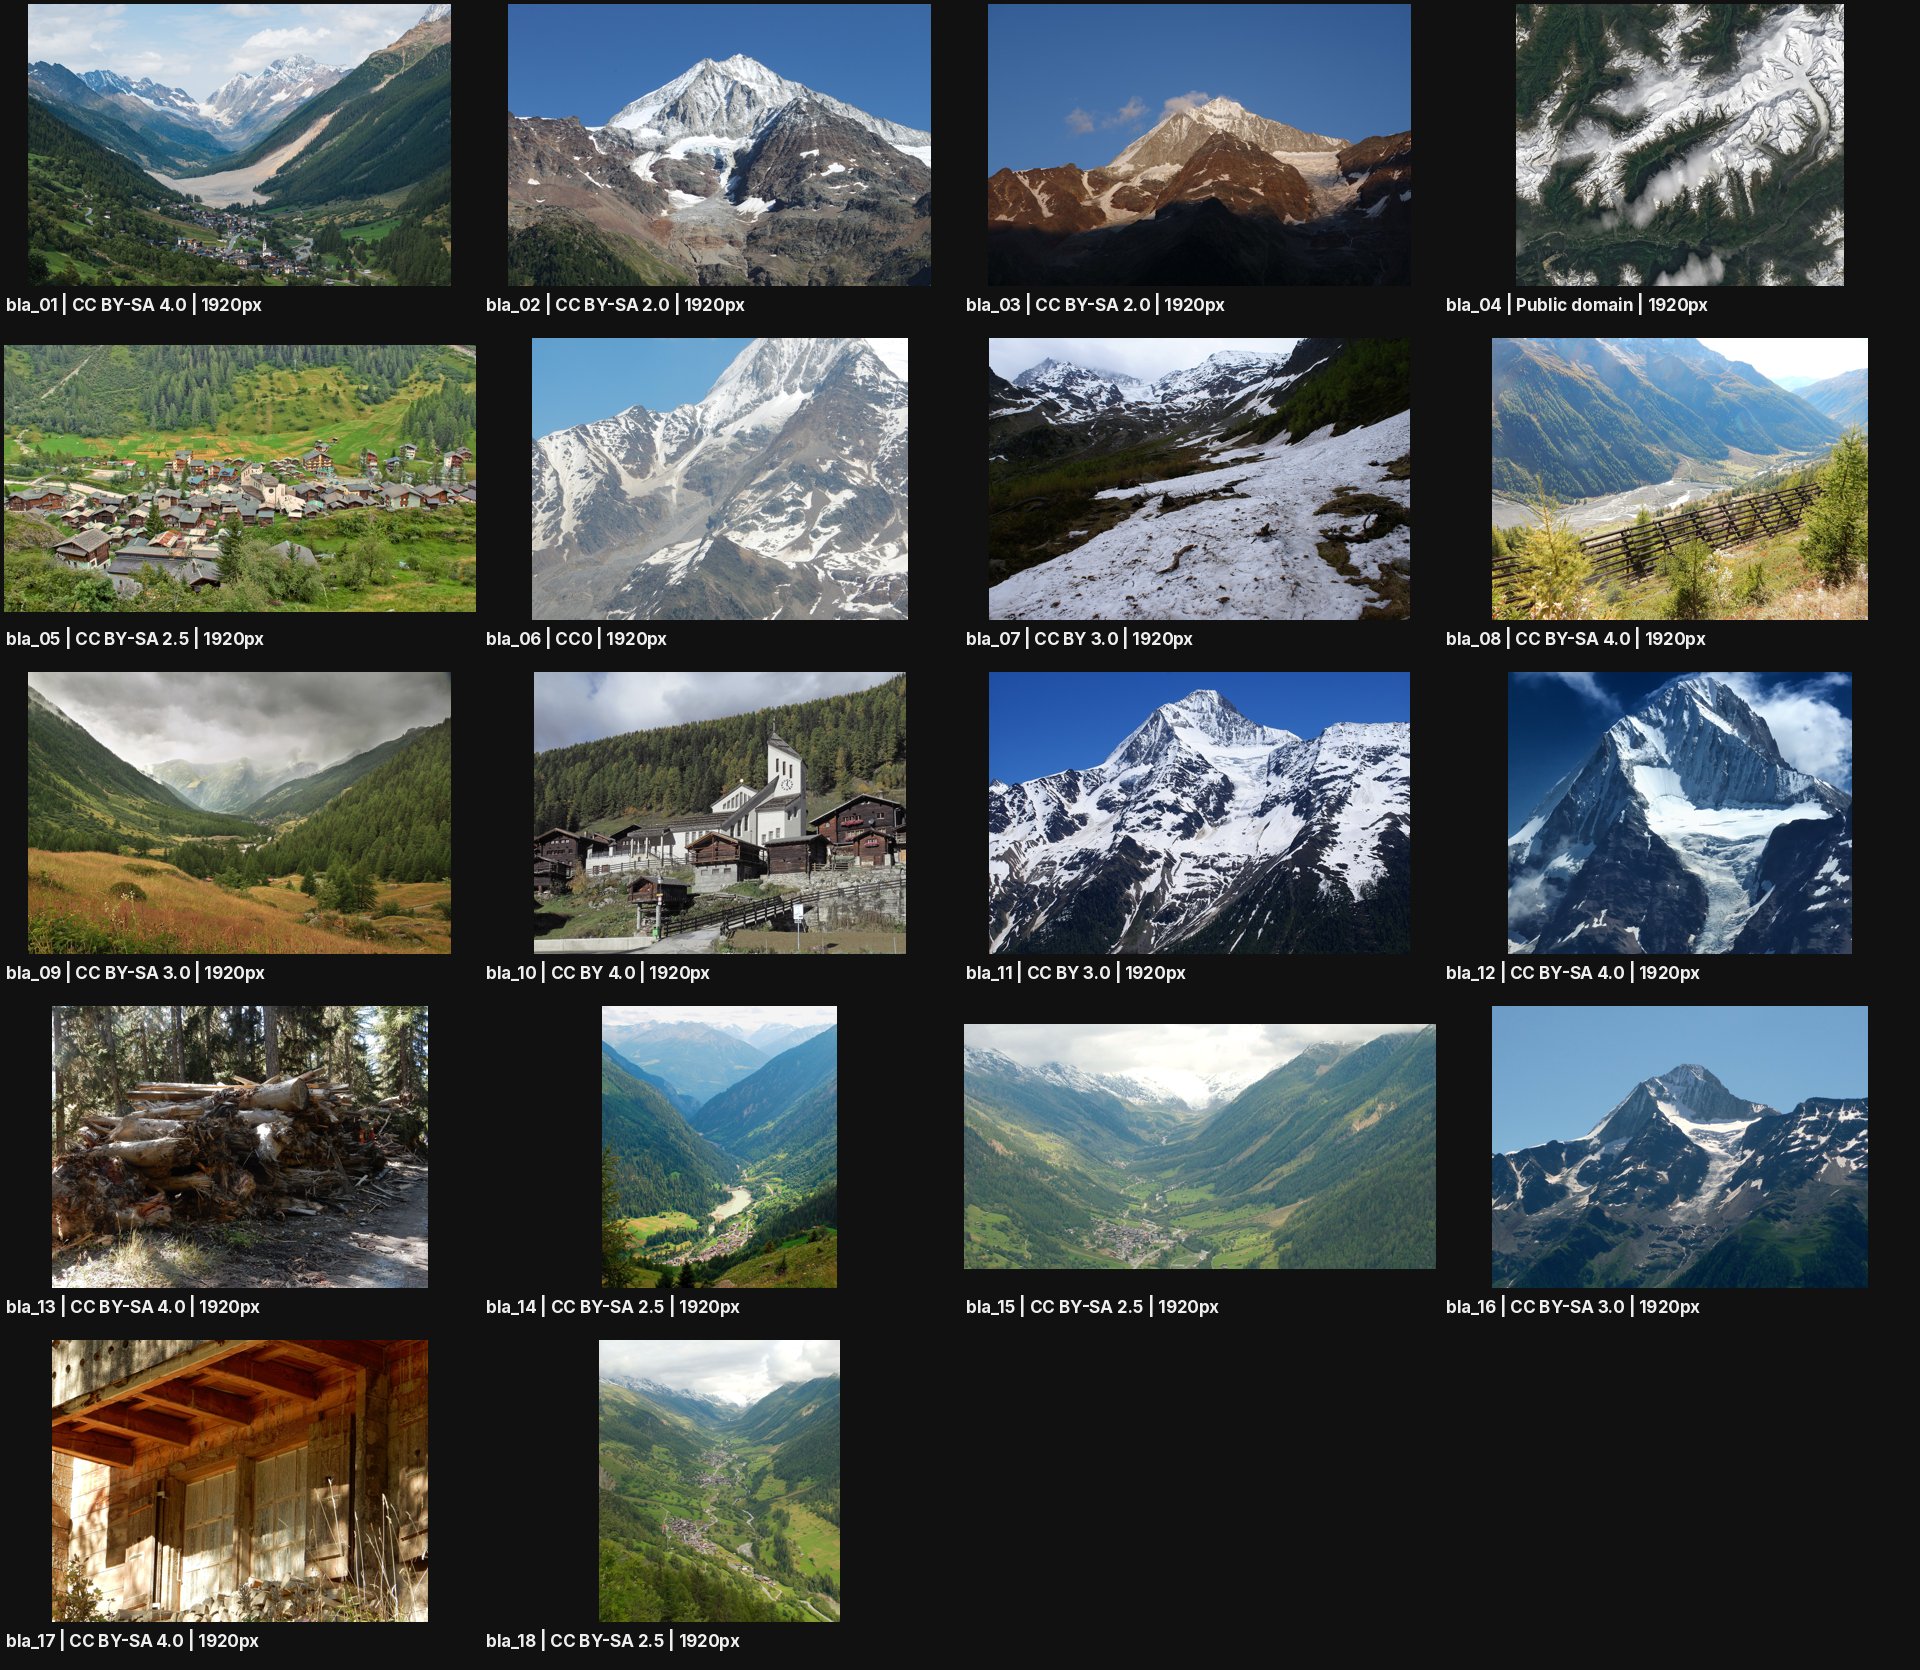 bla_01 | CC BY-SA 4.0 | 1920px
bla_02 | CC BY-SA 2.0 | 1920px
bla_03 | CC BY-SA 2.0 | 1920px
bla_04 | Public domain | 1920px
bla_05 | CC BY-SA 2.5 | 1920px
bla_06 | CC0 | 1920px
bla_07 | CC BY 3.0 | 1920px
bla_08 | CC BY-SA 4.0 | 1920px
bla_09 | CC BY-SA 3.0 | 1920px
bla_10 | CC BY 4.0 | 1920px
bla_11 | CC BY 3.0 | 1920px
bla_12 | CC BY-SA 4.0 | 1920px
bla_13 | CC BY-SA 4.0 | 1920px
bla_14 | CC BY-SA 2.5 | 1920px
bla_15 | CC BY-SA 2.5 | 1920px
bla_16 | CC BY-SA 3.0 | 1920px
bla_17 | CC BY-SA 4.0 | 1920px
bla_18 | CC BY-SA 2.5 | 1920px